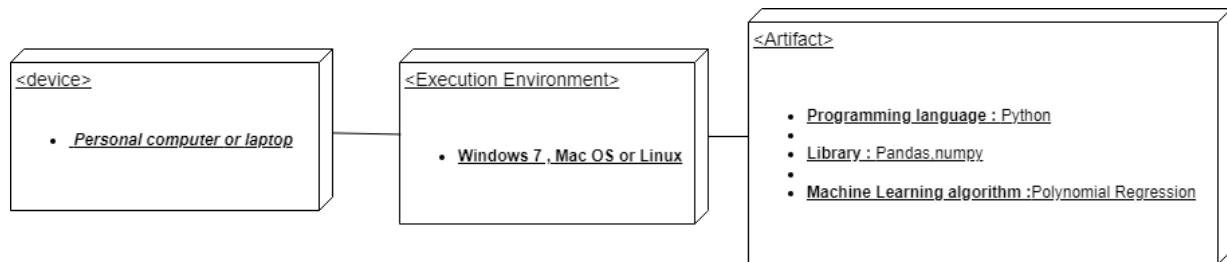 <device>
• Personal computer or laptop
<Execution Environment>
• Windows 7 , Mac OS or Linux
<Artifact>
• Programming language : Python
•
• Library : Pandas,numpy
•
• Machine Learning algorithm :Polynomial Regression